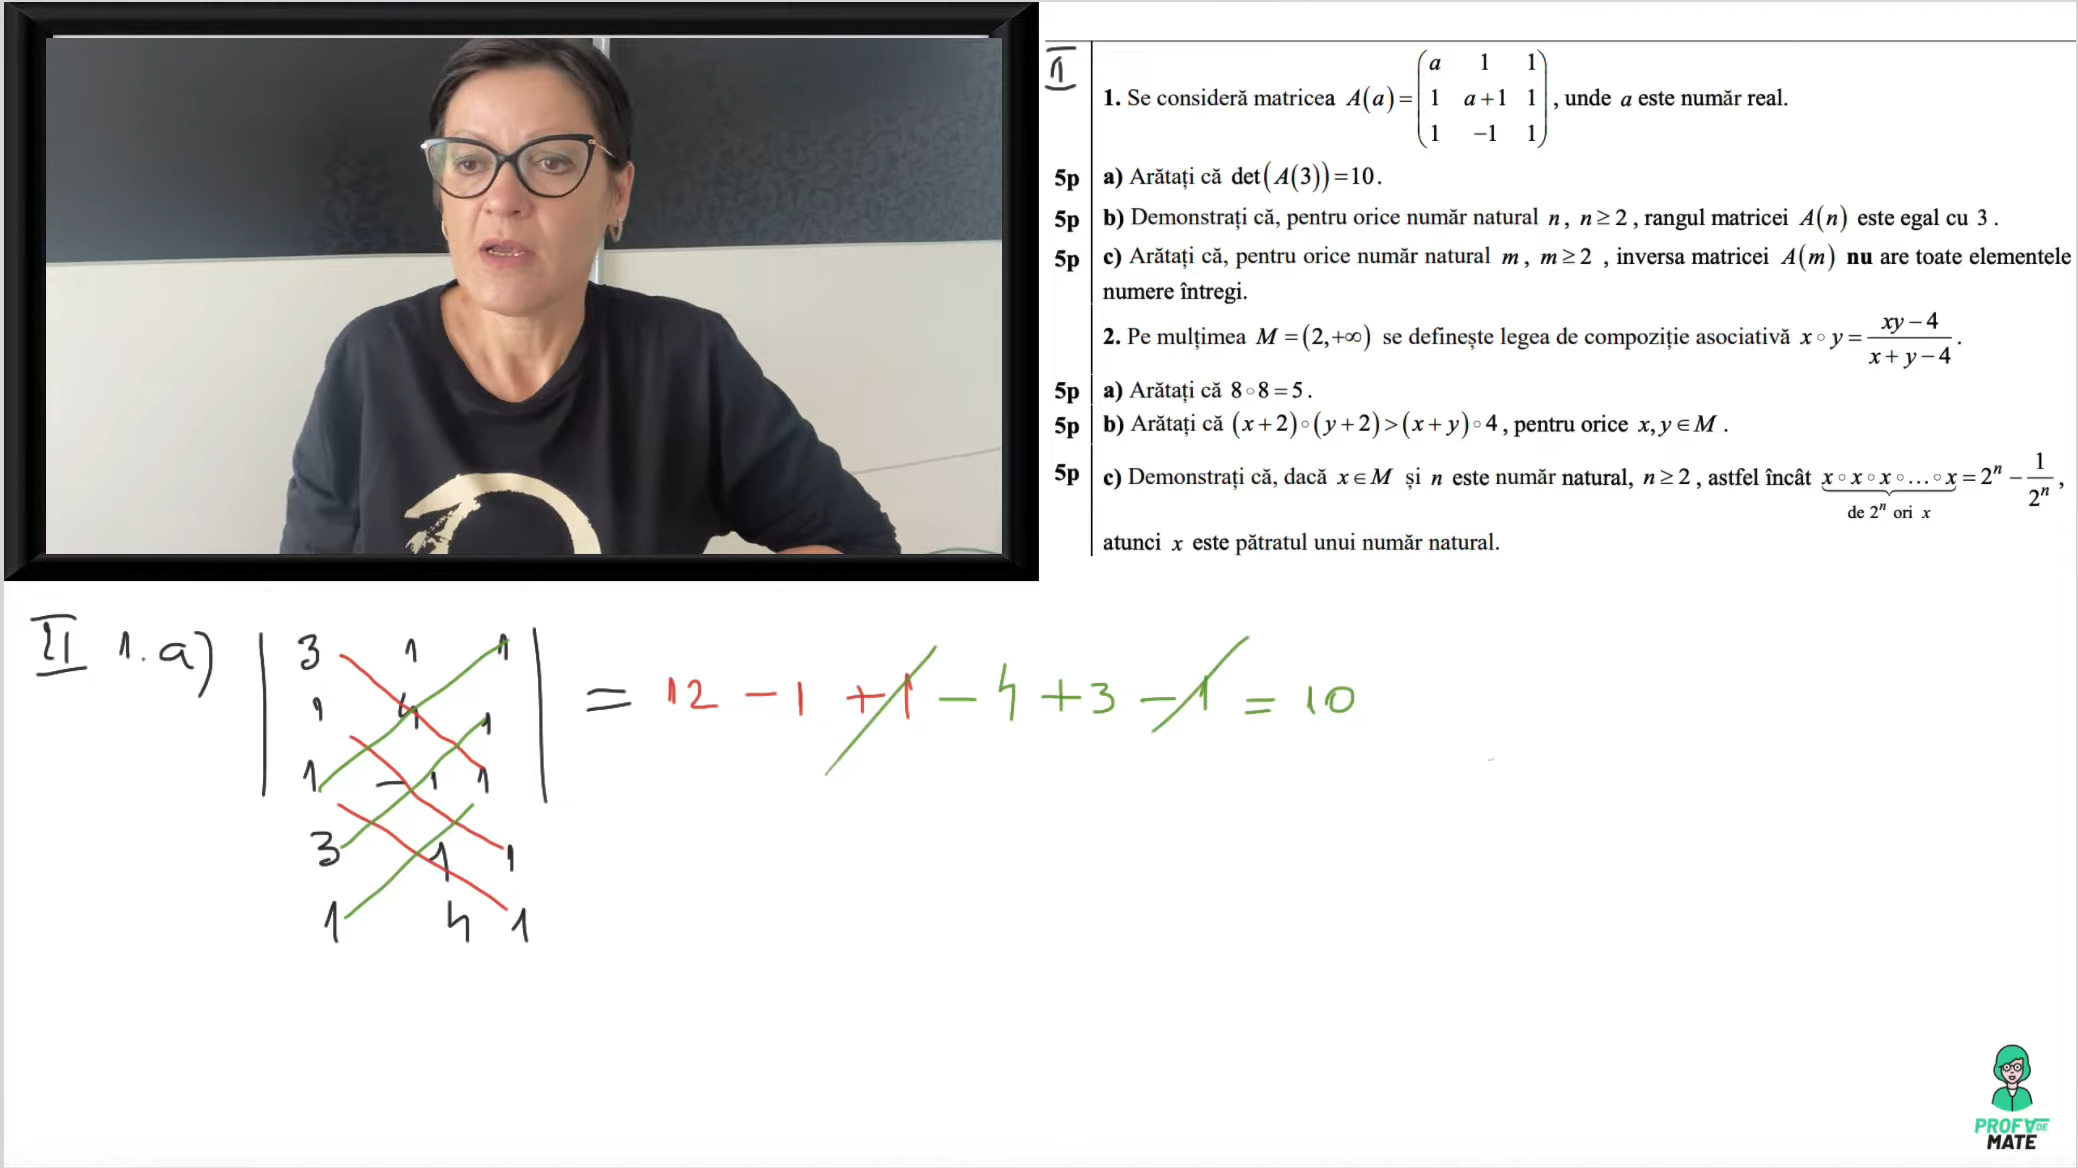 II
1. Se consideră matricea A(a) = (a 1 1
1 a+1 1
1 −1 1), unde a este număr real.
5p a) Arătați că det(A(3)) = 10.
5p b) Demonstrați că, pentru orice număr natural n, n ≥ 2, rangul matricei A(n) este egal cu 3.
5p c) Arătați că, pentru orice număr natural m, m ≥ 2, inversa matricei A(m) nu are toate elementele
numere întregi.
2. Pe mulțimea M = (2,+∞) se definește legea de compoziție asociativă x ∘ y = (xy − 4)/(x + y − 4).
5p a) Arătați că 8 ∘ 8 = 5.
5p b) Arătați că (x+2) ∘ (y+2) > (x+y) ∘ 4, pentru orice x, y ∈ M.
5p c) Demonstrați că, dacă x ∈ M și n este număr natural, n ≥ 2, astfel încât x ∘ x ∘ x ∘ ... ∘ x = 2ⁿ − 1/2ⁿ,
de 2ⁿ ori x
atunci x este pătratul unui număr natural.
II 1. a) | 3 1 1 |
1 4 1 = 12 − 1 + 1 − 4 + 3 − 1 = 10
1 −1 1
3 1 1
1 4 1
PROFA DE
MATE